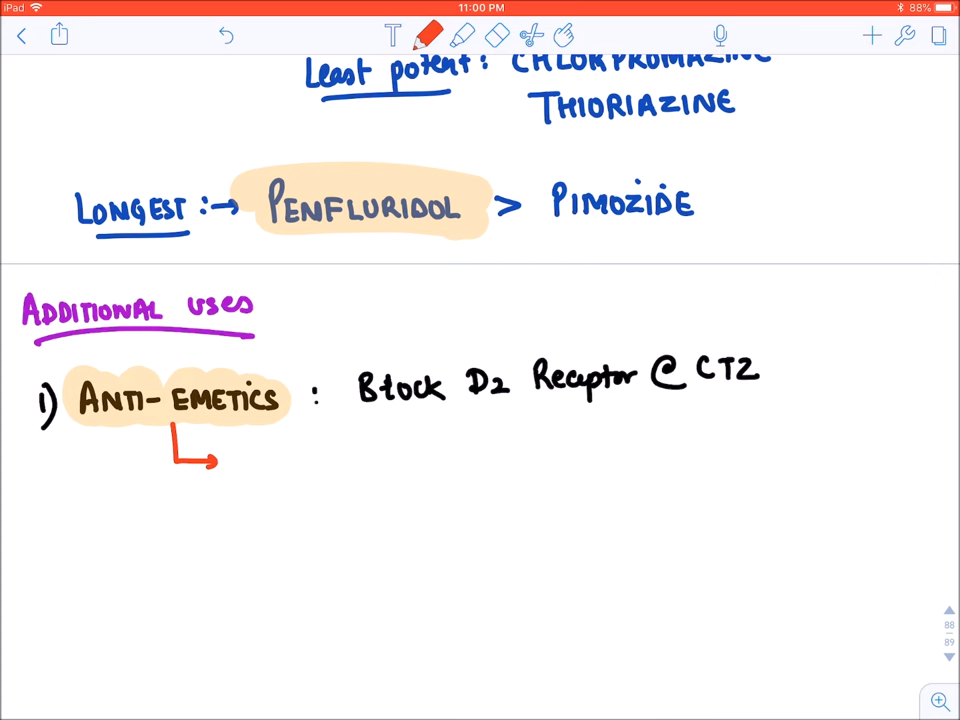 iPad 11:00 PM 88%
T
Least potent: CHLORPROMAZINE
THIORIAZINE
LONGEST :→ PENFLURIDOL > PIMOZIDE
ADDITIONAL USES
1) ANTI-EMETICS : Block D2 Receptor @ CTZ
88
89